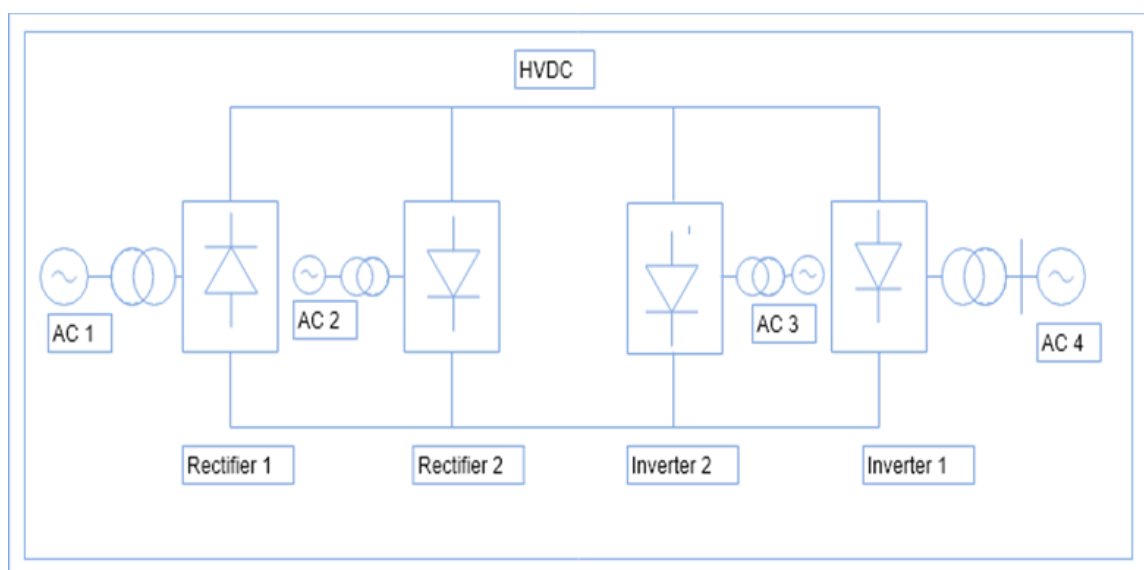 HVDC
AC 1
AC 2
AC 3
AC 4
Rectifier 1
Rectifier 2
Inverter 2
Inverter 1